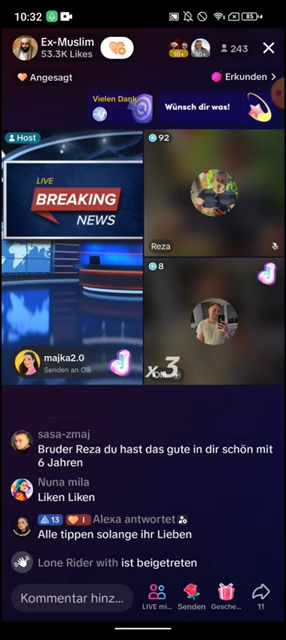 10:32
85
Ex-Muslim
53.3K Likes
10+
10+
243
Angesagt
Erkunden
Vielen Dank
Wünsch dir was!
Host
92
LIVE
BREAKING
NEWS
Reza
8
majka2.0
Senden an Olli
x3
sasa-zmaj
Bruder Reza du hast das gute in dir schön mit
6 Jahren
Nuna mila
Liken Liken
13
I
Alexa antwortet
Alle tippen solange ihr Lieben
Lone Rider with ist beigetreten
Kommentar hinz...
LIVE mi...
Senden
Gesche...
11